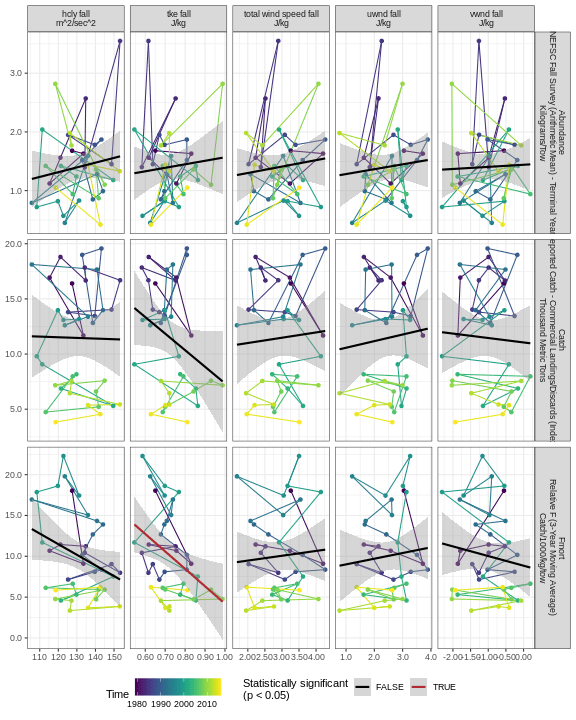 hcly fall
m^2/sec^2
tke fall
J/kg
total wind speed fall
J/kg
uwnd fall
J/kg
vwnd fall
J/kg
3.0
2.0
1.0
Abundance
NEFSC Fall Survey (Arithmetic Mean) - Terminal Year
Kilograms/tow
20.0
15.0
10.0
5.0
Catch
eported Catch - Commercial Landings/Discards (Inde
Thousand Metric Tons
20.0
15.0
10.0
5.0
0.0
Fmort
Relative F (3-Year Moving Average)
Catch/1000/kg/tow
110 120 130 140 150
0.60 0.70 0.80 0.90 1.00
2.00 2.50 3.00 3.50 4.00
1.0 2.0 3.0 4.0
-2.00 -1.50 -1.00 -0.50 0.00
Time
1980 1990 2000 2010
Statistically significant
(p < 0.05)
FALSE
TRUE